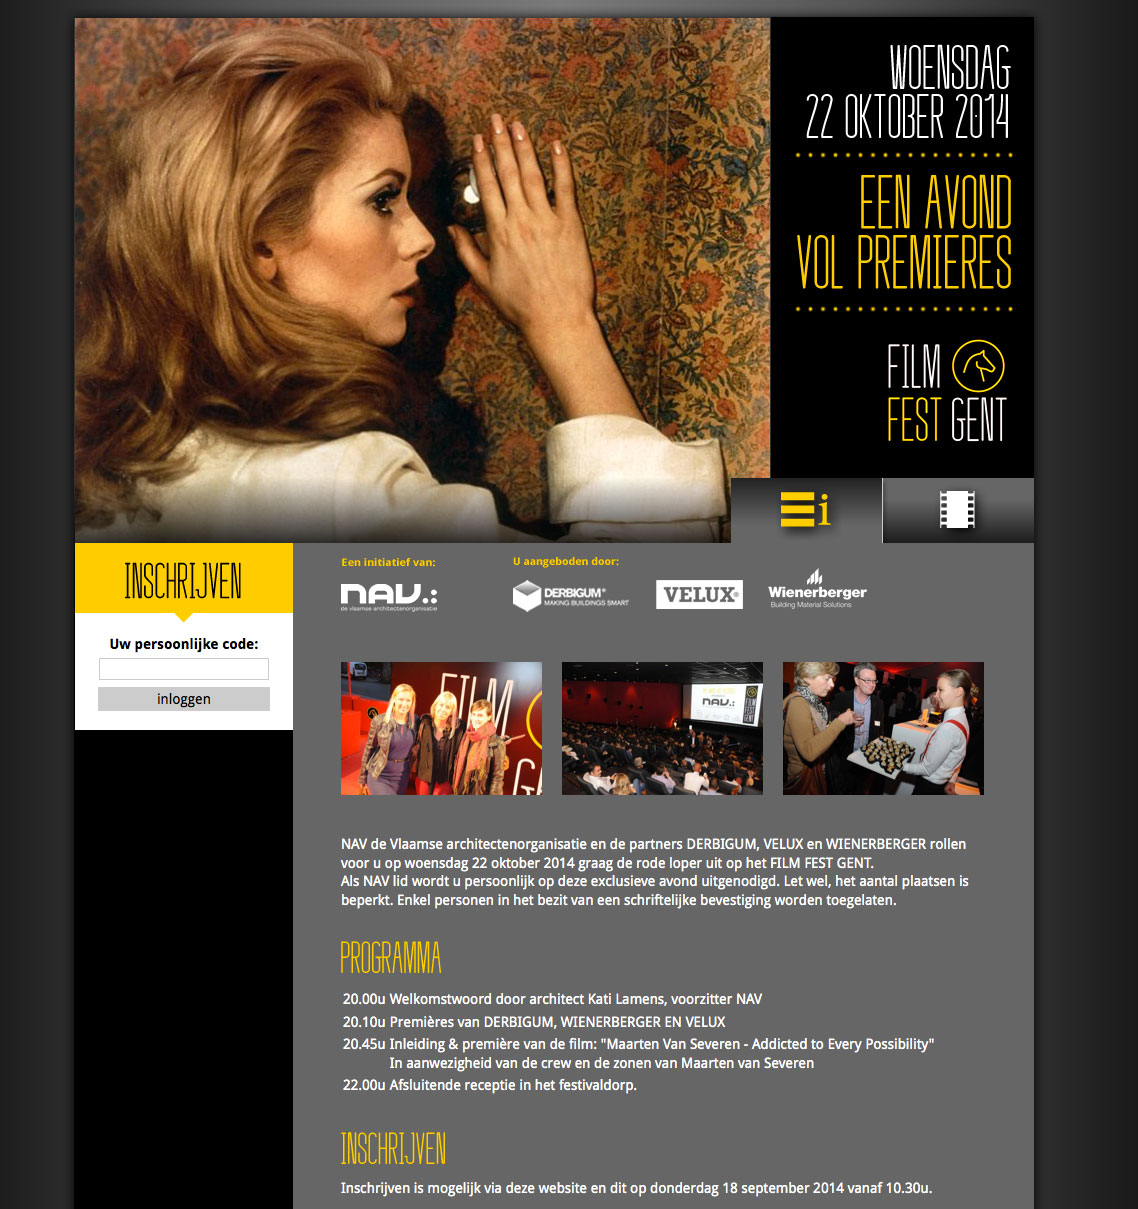 WOENSDAG
22 OKTOBER 2014
EEN AVOND
VOL PREMIERES
FILM
FEST GENT
i
INSCHRIJVEN
Uw persoonlijke code:
inloggen
Een initiatief van:
nav.:
de vlaamse architectenorganisatie
U aangeboden door:
DERBIGUM®
MAKING BUILDINGS SMART
VELUX®
Wienerberger
Building Material Solutions
FILM
nav.:
FILM
FEST
GENT
NAV de Vlaamse architectenorganisatie en de partners DERBIGUM, VELUX en WIENERBERGER rollen
voor u op woensdag 22 oktober 2014 graag de rode loper uit op het FILM FEST GENT.
Als NAV lid wordt u persoonlijk op deze exclusieve avond uitgenodigd. Let wel, het aantal plaatsen is
beperkt. Enkel personen in het bezit van een schriftelijke bevestiging worden toegelaten.
PROGRAMMA
20.00u Welkomstwoord door architect Kati Lamens, voorzitter NAV
20.10u Premières van DERBIGUM, WIENERBERGER EN VELUX
20.45u Inleiding & première van de film: "Maarten Van Severen - Addicted to Every Possibility"
In aanwezigheid van de crew en de zonen van Maarten van Severen
22.00u Afsluitende receptie in het festivaldorp.
INSCHRIJVEN
Inschrijven is mogelijk via deze website en dit op donderdag 18 september 2014 vanaf 10.30u.